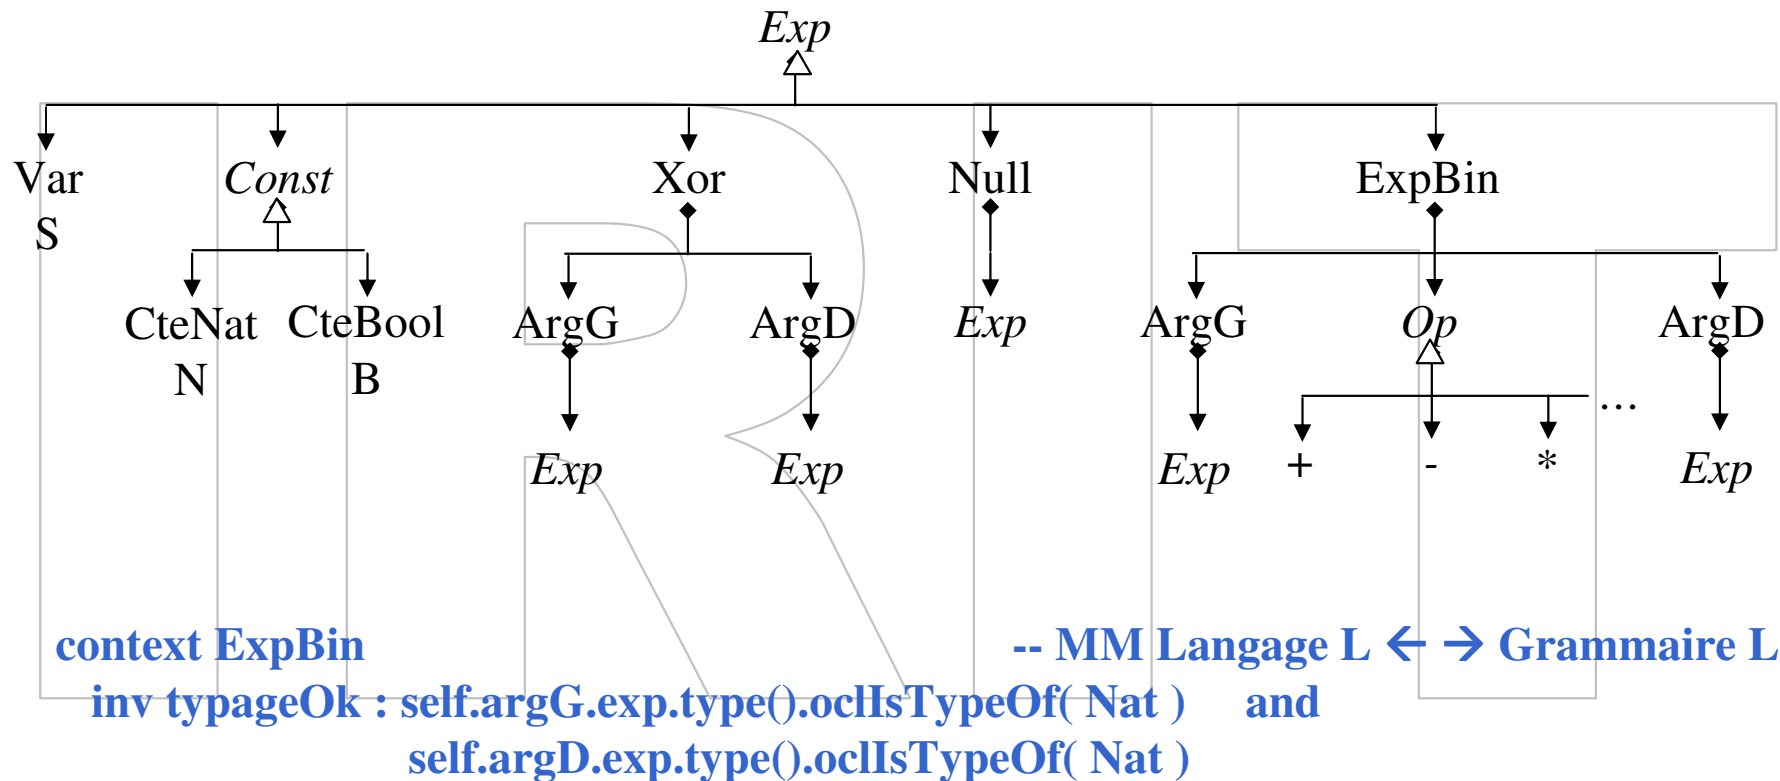 Exp
Var Const Xor Null ExpBin
S
CteNat CteBool ArgG ArgD Exp ArgG Op ArgD
N B
...
Exp Exp Exp + - * Exp
context ExpBin -- MM Langage L ← → Grammaire L
inv typageOk : self.argG.exp.type().oclIsTypeOf( Nat ) and
self.argD.exp.type().oclIsTypeOf( Nat )